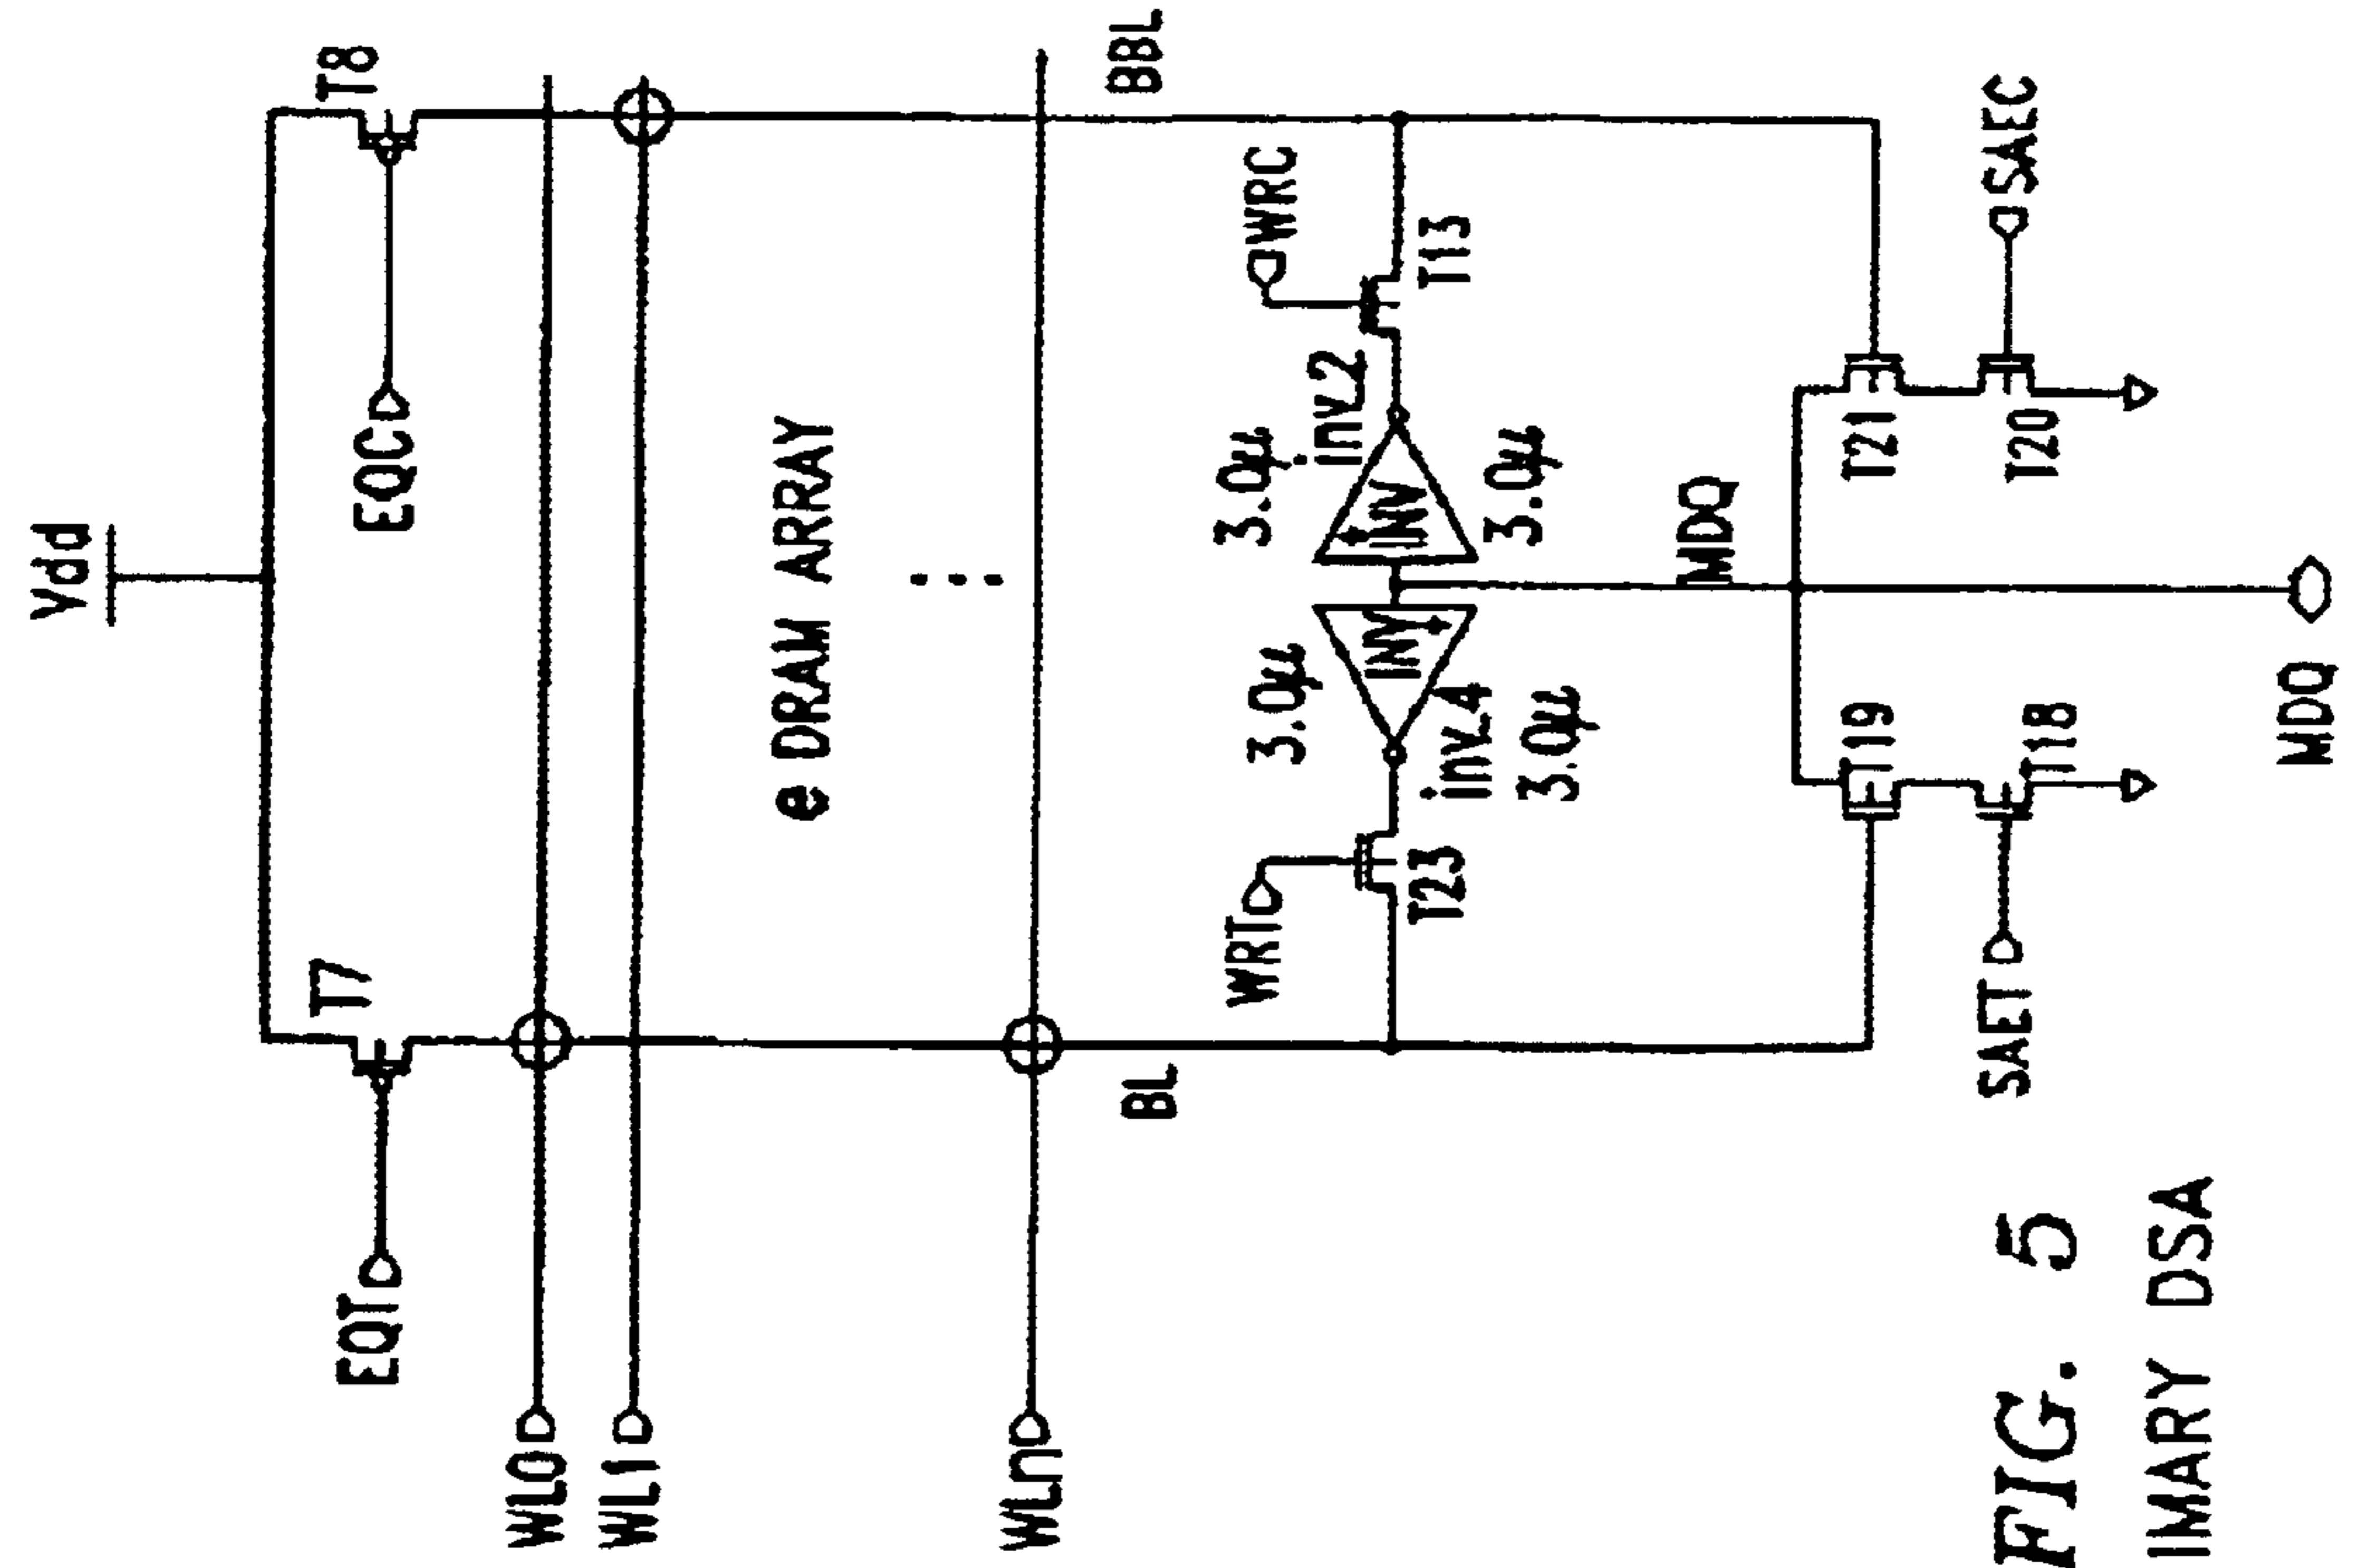 Vdd
T7
T8
EQT
EQC
WL0
WL1
e DRAM ARRAY
...
WLn
BL
BBL
WRT
WRC
3.0µ
3.0µ
inv2
INV
INV
T23
inv4
T13
3.0µ
3.0µ
MDQ
T19
T21
SAET
T18
T20
SAEC
MDQ
FIG. 5
IMARY DSA